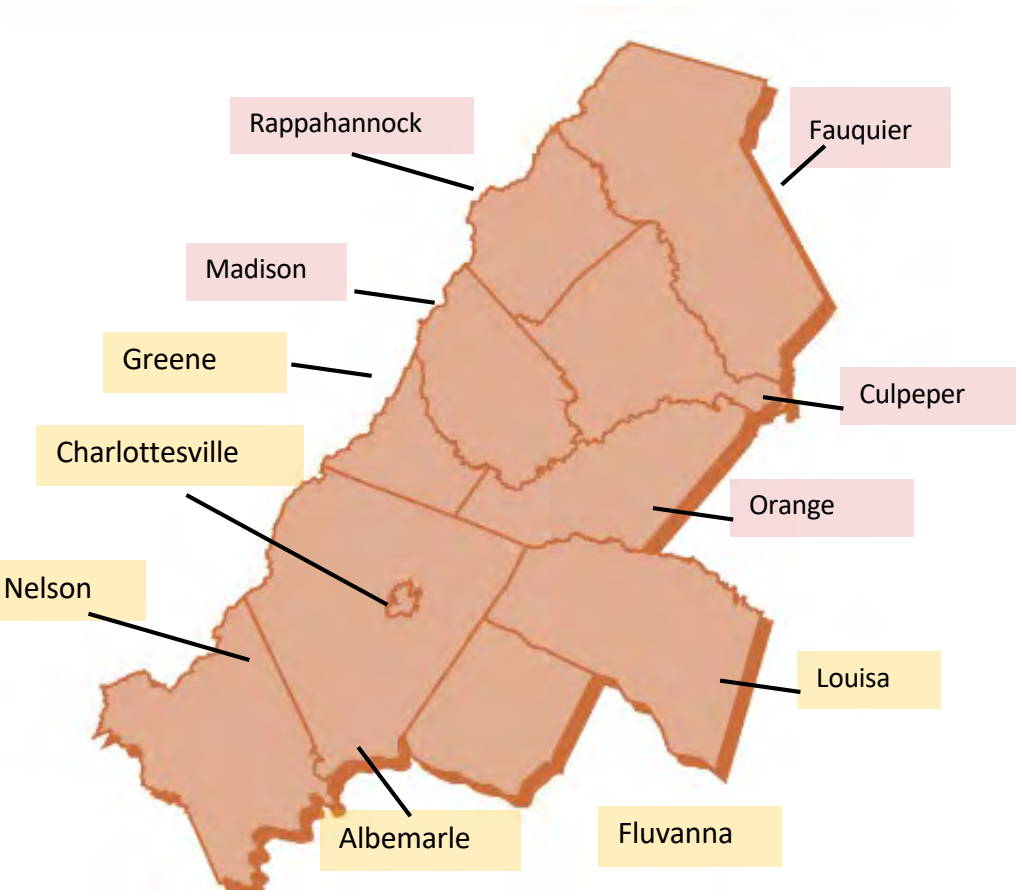 Rappahannock
Fauquier
Madison
Greene
Culpeper
Charlottesville
Orange
Nelson
Louisa
Albemarle
Fluvanna